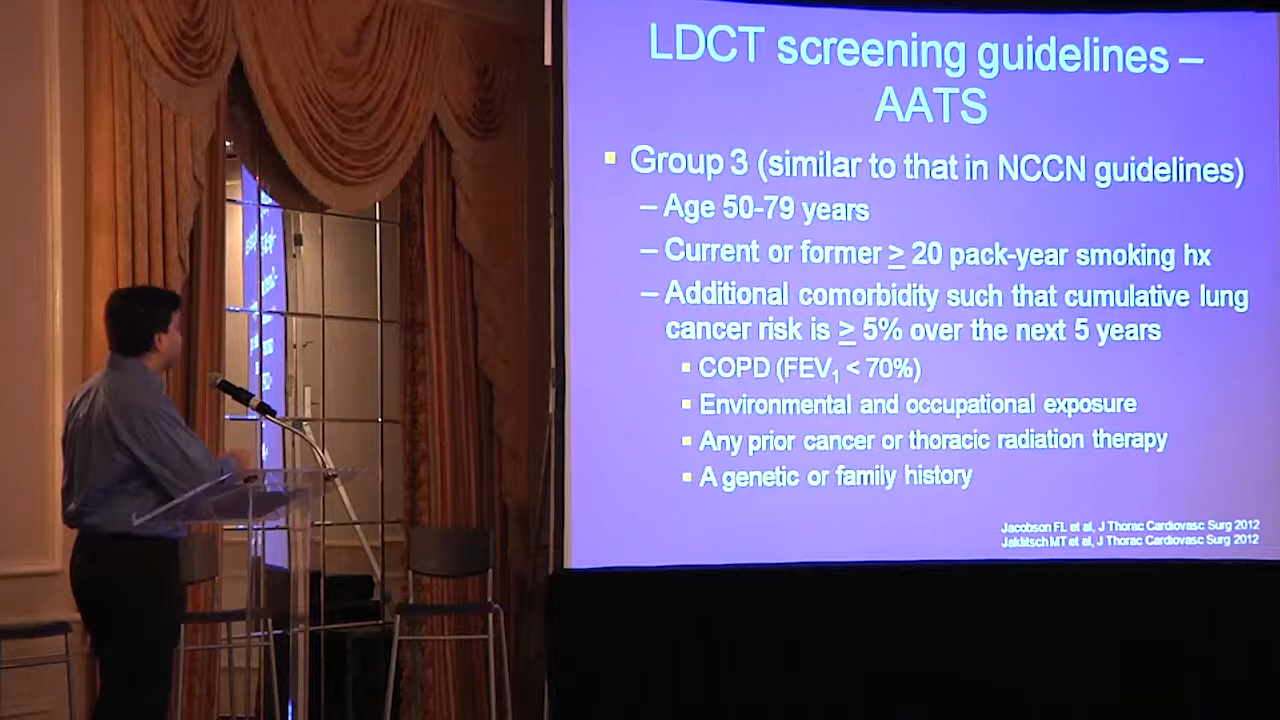 LDCT screening guidelines –
AATS
Group 3 (similar to that in NCCN guidelines)
– Age 50-79 years
– Current or former ≥ 20 pack-year smoking hx
– Additional comorbidity such that cumulative lung
cancer risk is ≥ 5% over the next 5 years
COPD (FEV₁ < 70%)
Environmental and occupational exposure
Any prior cancer or thoracic radiation therapy
A genetic or family history
Jacobson FL et al, J Thorac Cardiovasc Surg 2012
Jaklitsch MT et al, J Thorac Cardiovasc Surg 2012